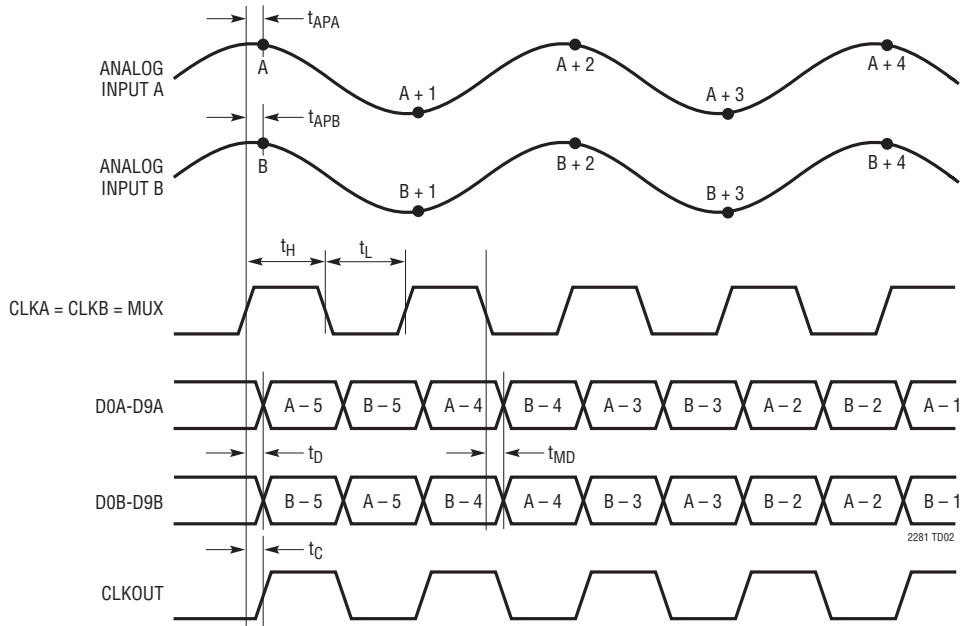 tAPA
ANALOG
INPUT A
A
A + 1
A + 2
A + 3
A + 4
tAPB
ANALOG
INPUT B
B
B + 1
B + 2
B + 3
B + 4
tH
tL
CLKA = CLKB = MUX
D0A-D9A
A – 5
B – 5
A – 4
B – 4
A – 3
B – 3
A – 2
B – 2
A – 1
tD
tMD
D0B-D9B
B – 5
A – 5
B – 4
A – 4
B – 3
A – 3
B – 2
A – 2
B – 1
2281 TD02
tC
CLKOUT